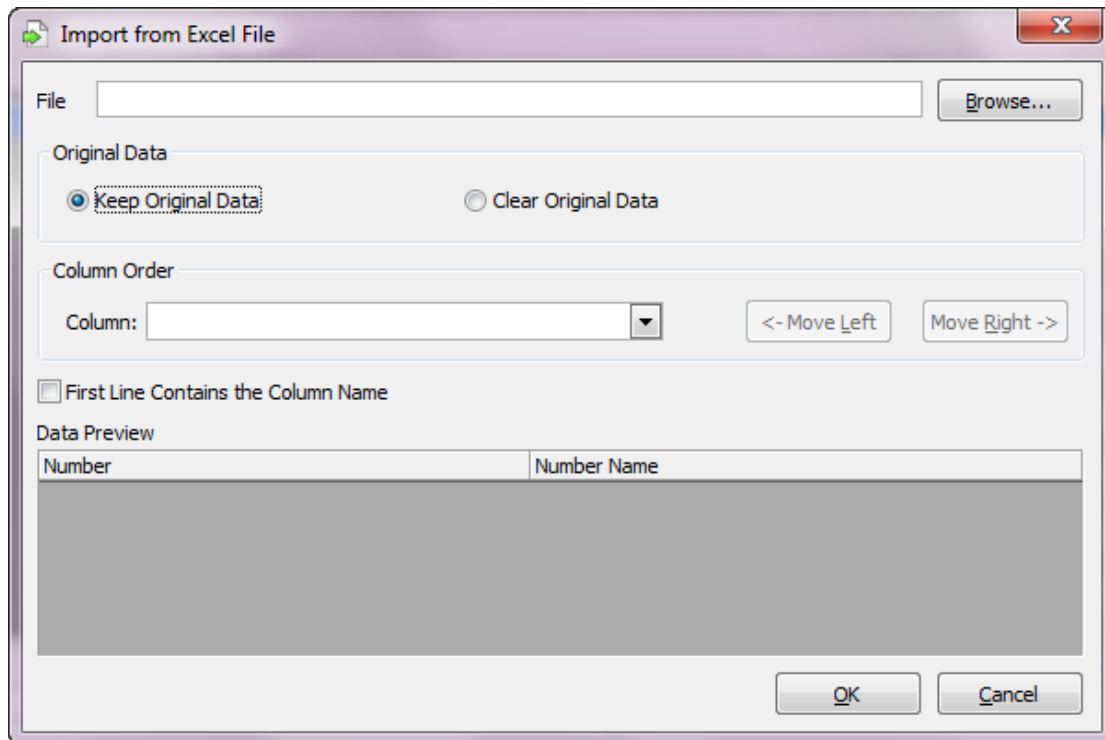 Import from Excel File
File Browse...
Original Data
Keep Original Data Clear Original Data
Column Order
Column: <- Move Left Move Right ->
First Line Contains the Column Name
Data Preview
Number Number Name
OK Cancel